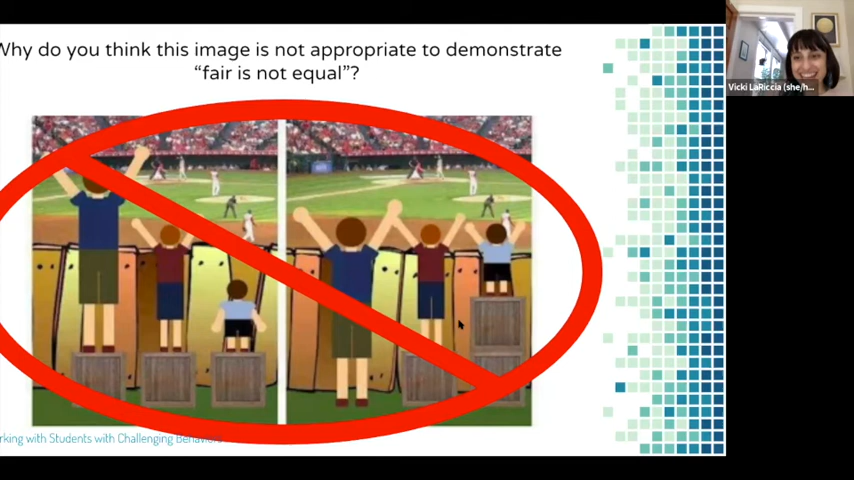 Why do you think this image is not appropriate to demonstrate
“fair is not equal”?
Vicki LaRiccia (she/h...
rking with Students with Challenging Behaviors